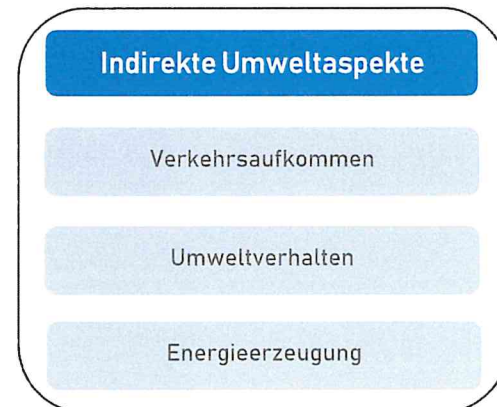 Indirekte Umweltaspekte
Verkehrsaufkommen
Umweltverhalten
Energieerzeugung